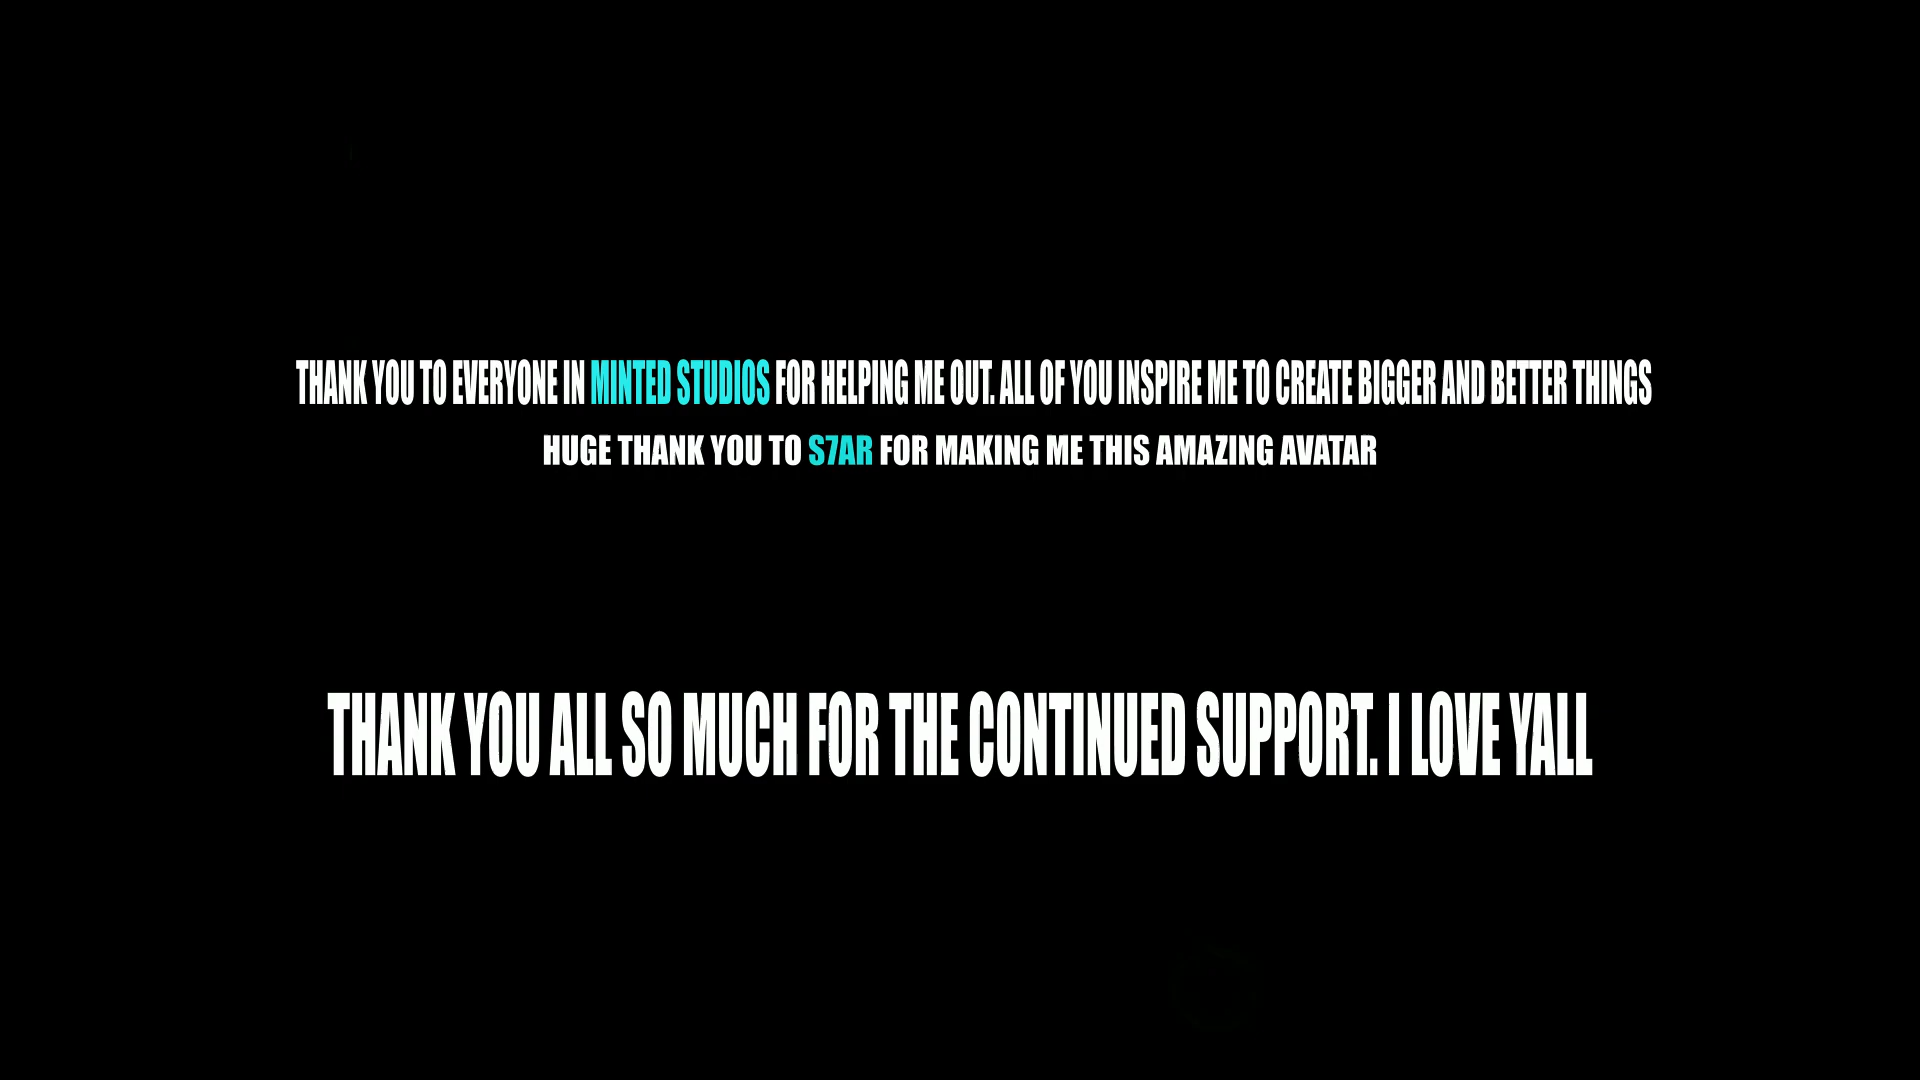 THANK YOU TO EVERYONE IN MINTED STUDIOS FOR HELPING ME OUT. ALL OF YOU INSPIRE ME TO CREATE BIGGER AND BETTER THINGS
HUGE THANK YOU TO S7AR FOR MAKING ME THIS AMAZING AVATAR
THANK YOU ALL SO MUCH FOR THE CONTINUED SUPPORT. I LOVE YALL